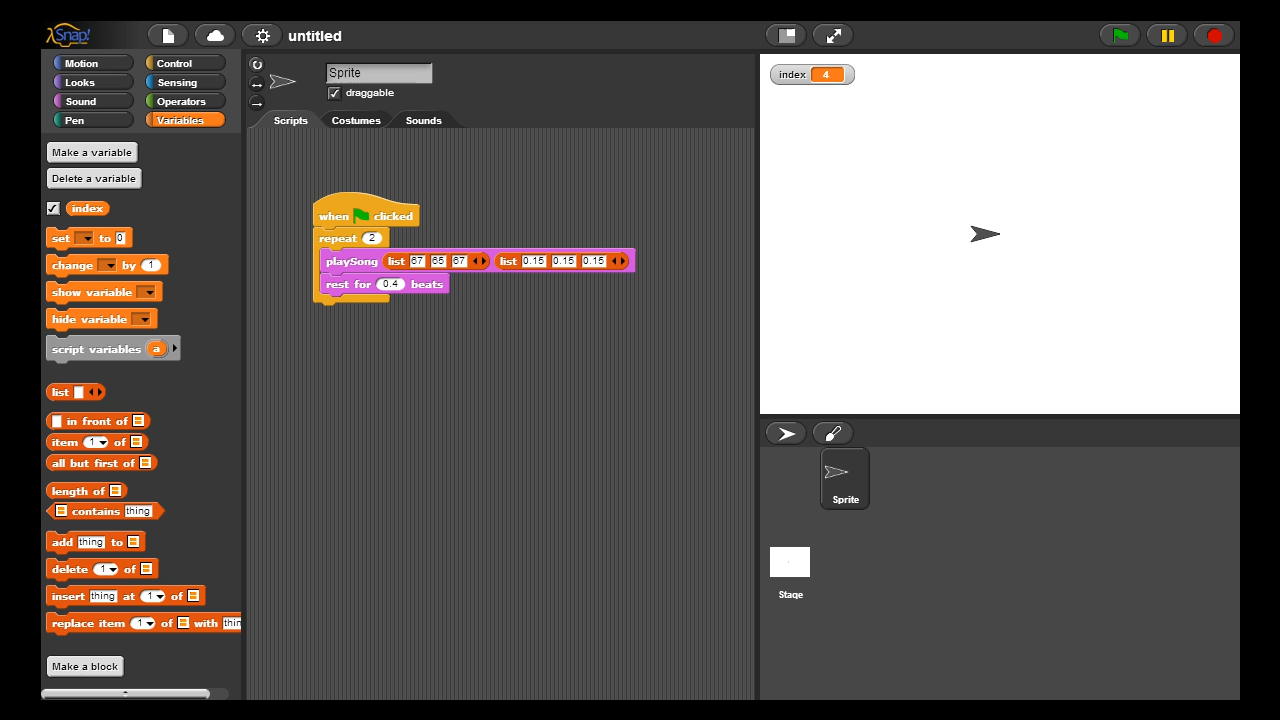 Snap!
untitled
Motion
Control
Looks
Sensing
Sound
Operators
Pen
Variables
Make a variable
Delete a variable
index
set to 0
change by 1
show variable
hide variable
script variables a
list
in front of
item 1 of
all but first of
length of
contains thing
add thing to
delete 1 of
insert thing at 1 of
replace item 1 of with thin
Make a block
Sprite
draggable
Scripts
Costumes
Sounds
when clicked
repeat 2
playSong list 67 65 67 list 0.15 0.15 0.15
rest for 0.4 beats
index 4
Sprite
Stage